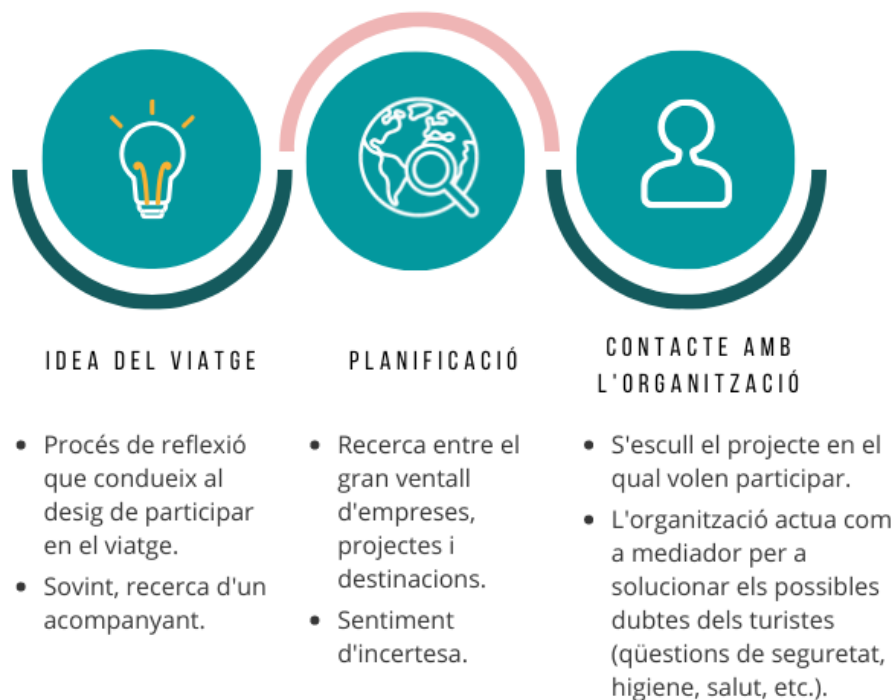 IDEA DEL VIATGE
• Procés de reflexió
que condueix al
desig de participar
en el viatge.
• Sovint, recerca d'un
acompanyant.
PLANIFICACIÓ
• Recerca entre el
gran ventall
d'empreses,
projectes i
destinacions.
• Sentiment
d'incertesa.
CONTACTE AMB
L'ORGANITZACIÓ
• S'escull el projecte en el
qual volen participar.
• L'organització actua com
a mediador per a
solucionar els possibles
dubtes dels turistes
(qüestions de seguretat,
higiene, salut, etc.).